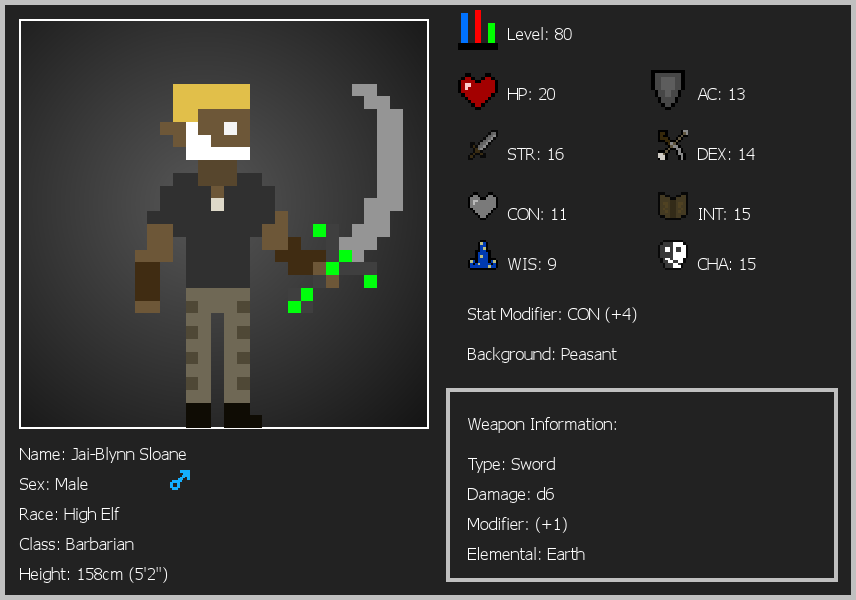 Level: 80
HP: 20
AC: 13
STR: 16
DEX: 14
CON: 11
INT: 15
WIS: 9
CHA: 15
Stat Modifier: CON (+4)
Background: Peasant
Weapon Information:
Type: Sword
Damage: d6
Modifier: (+1)
Elemental: Earth
Name: Jai-Blynn Sloane
Sex: Male
Race: High Elf
Class: Barbarian
Height: 158cm (5'2")